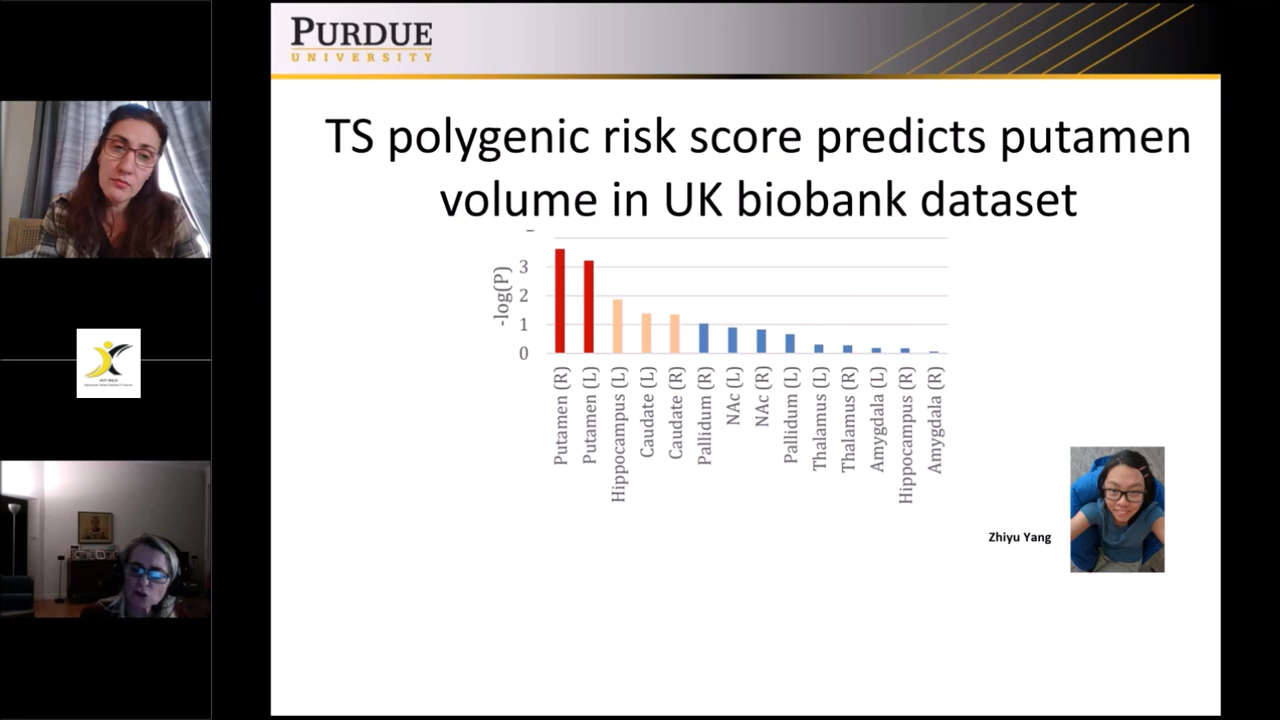 PURDUE
UNIVERSITY
TS polygenic risk score predicts putamen
volume in UK biobank dataset
-log(P)
3
2
1
0
Putamen (R)
Putamen (L)
Hippocampus (L)
Caudate (L)
Caudate (R)
Pallidum (R)
NAc (L)
NAc (R)
Pallidum (L)
Thalamus (L)
Thalamus (R)
Amygdala (L)
Hippocampus (R)
Amygdala (R)
Zhiyu Yang